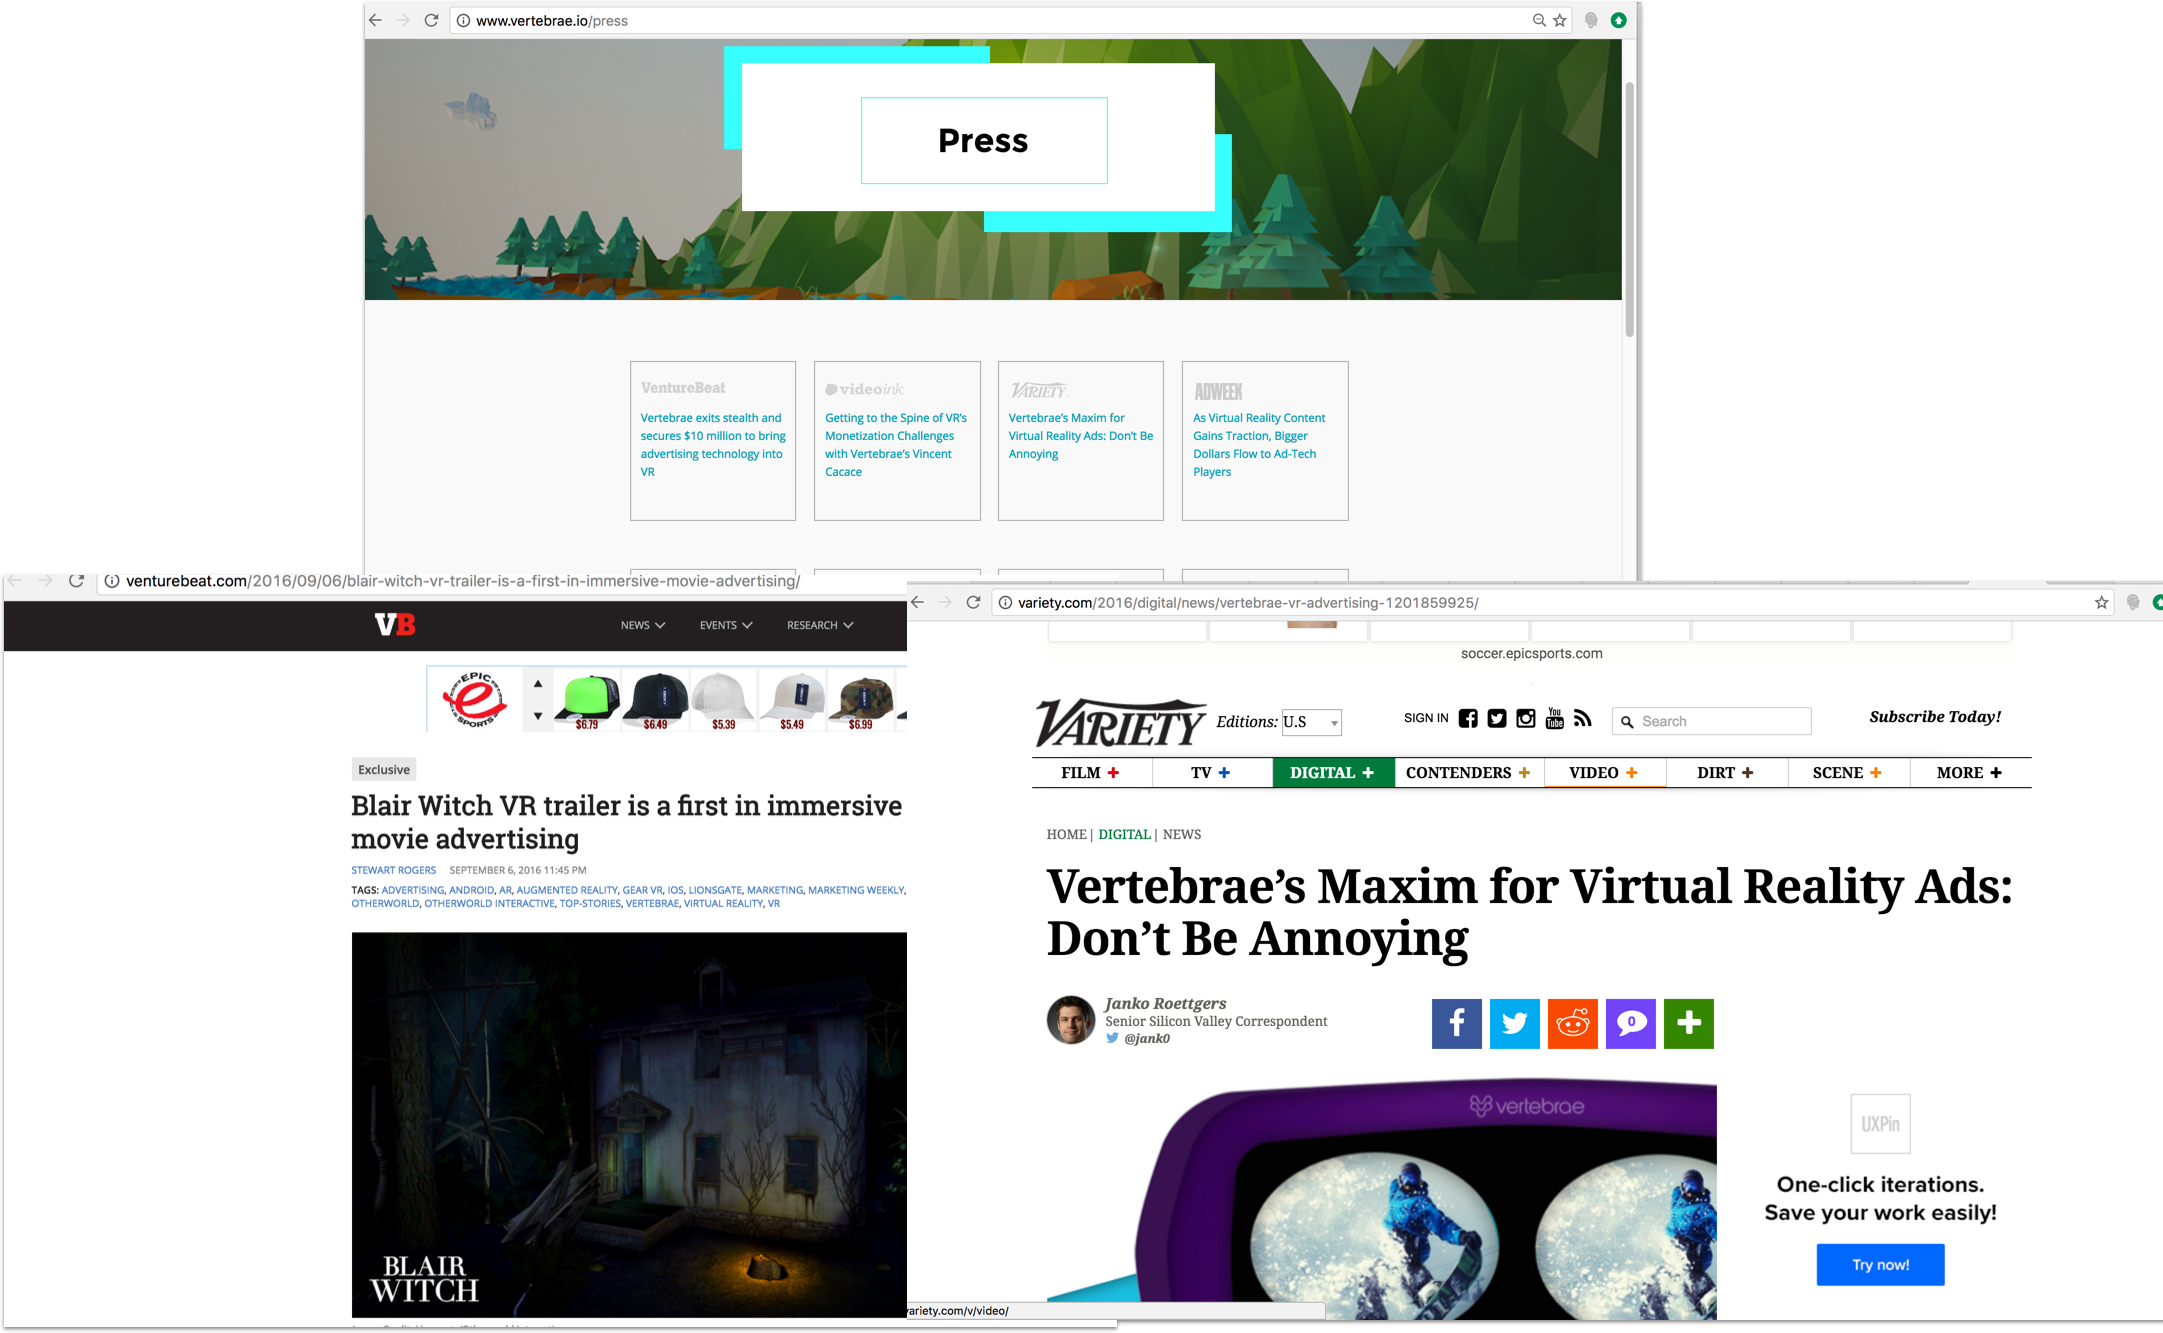 www.vertebrae.io/press
Press
VentureBeat
Vertebrae exits stealth and
secures $10 million to bring
advertising technology into
VR
videoink
Getting to the Spine of VR's
Monetization Challenges
with Vertebrae's Vincent
Cacace
VARIETY
Vertebrae's Maxim for
Virtual Reality Ads: Don't Be
Annoying
ADWEEK
As Virtual Reality Content
Gains Traction, Bigger
Dollars Flow to Ad-Tech
Players
venturebeat.com/2016/09/06/blair-witch-vr-trailer-is-a-first-in-immersive-movie-advertising/
VB
NEWS EVENTS RESEARCH
EPIC
e
SPORTS
$6.79 $6.49 $5.39 $5.49 $6.99
Exclusive
Blair Witch VR trailer is a first in immersive
movie advertising
STEWART ROGERS SEPTEMBER 6, 2016 11:45 PM
TAGS: ADVERTISING, ANDROID, AR, AUGMENTED REALITY, GEAR VR, IOS, LIONSGATE, MARKETING, MARKETING WEEKLY,
OTHERWORLD, OTHERWORLD INTERACTIVE, TOP-STORIES, VERTEBRAE, VIRTUAL REALITY, VR
BLAIR
WITCH
variety.com/2016/digital/news/vertebrae-vr-advertising-1201859925/
soccer.epicsports.com
VARIETY Editions: U.S SIGN IN You Tube Search Subscribe Today!
FILM + TV + DIGITAL + CONTENDERS + VIDEO + DIRT + SCENE + MORE +
HOME | DIGITAL | NEWS
Vertebrae's Maxim for Virtual Reality Ads:
Don't Be Annoying
Janko Roettgers
Senior Silicon Valley Correspondent
@jank0
0
vertebrae
UXPin
One-click iterations.
Save your work easily!
Try now!
variety.com/v/video/